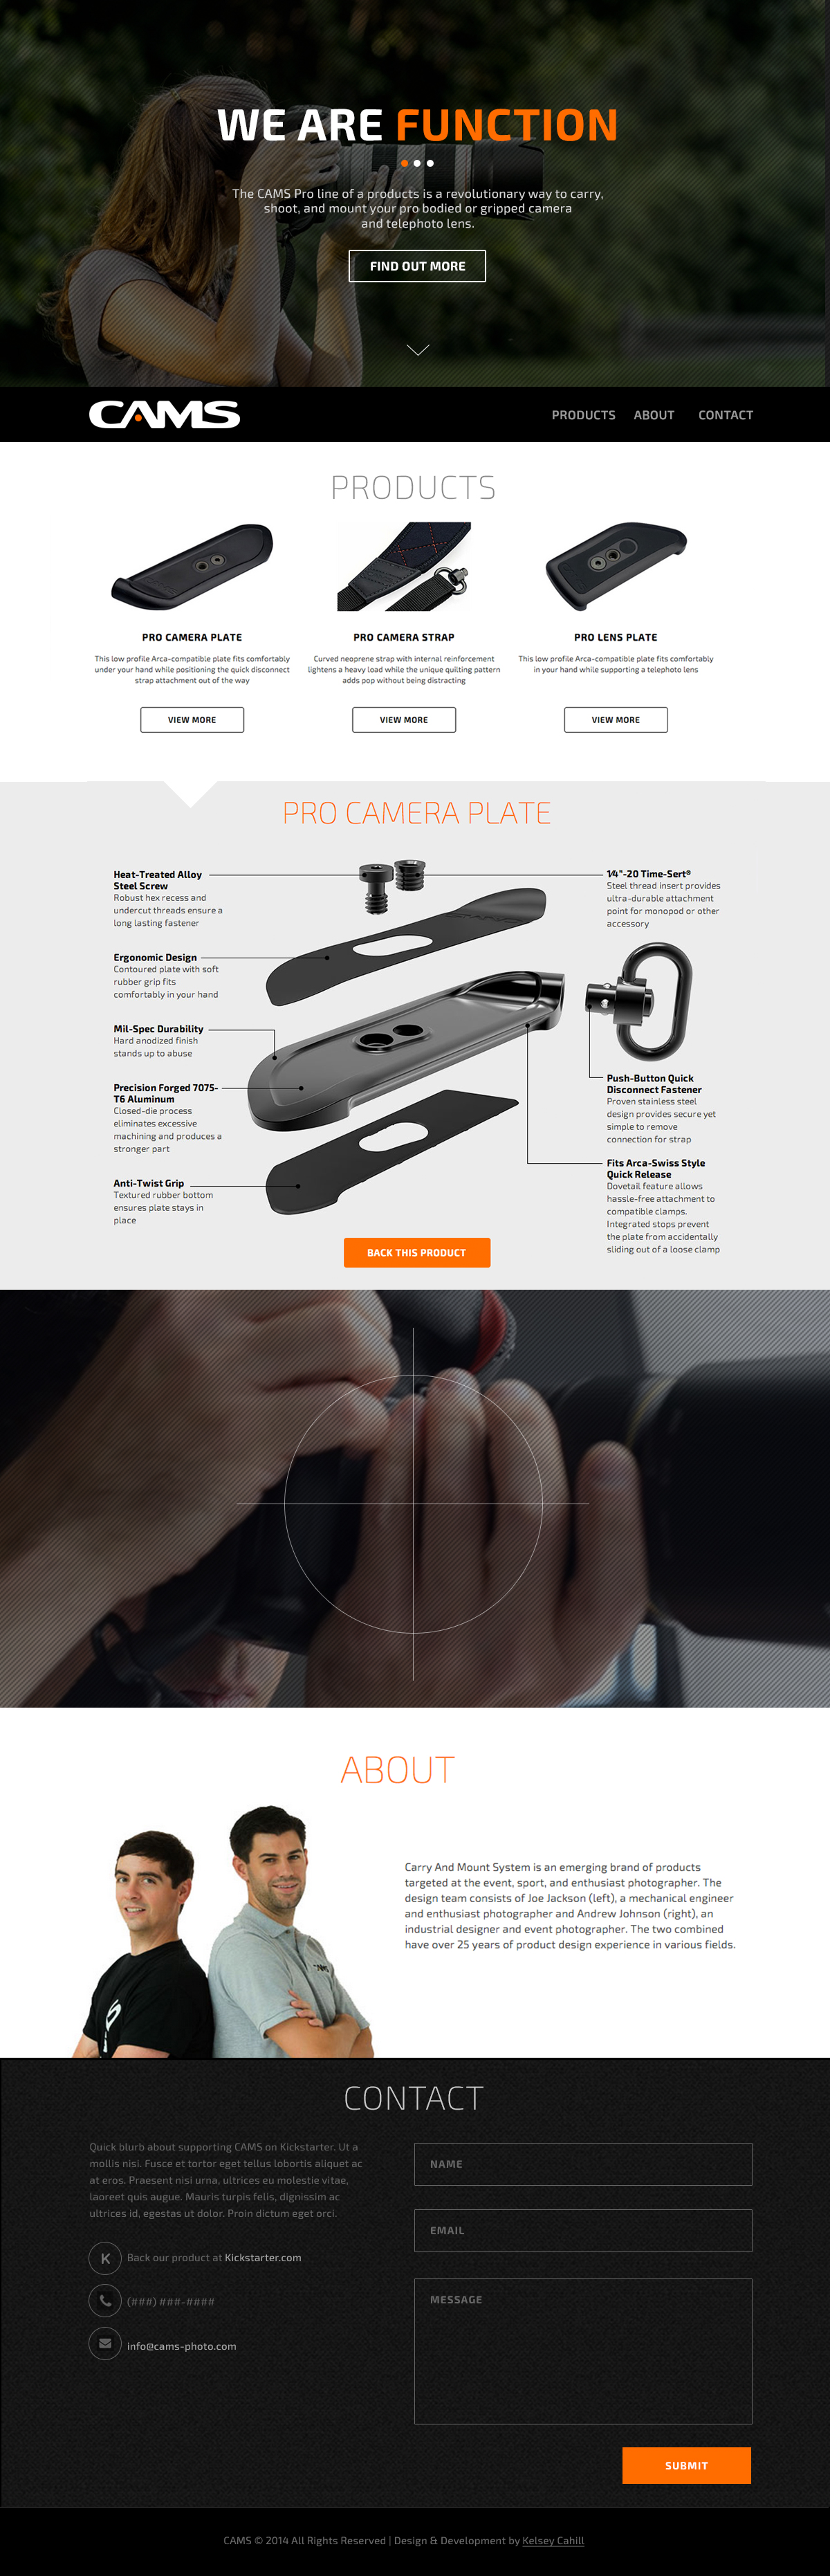 WE ARE FUNCTION
The CAMS Pro line of a products is a revolutionary way to carry,
shoot, and mount your pro bodied or gripped camera
and telephoto lens.
FIND OUT MORE
CAMS
PRODUCTS ABOUT CONTACT
PRODUCTS
PRO CAMERA PLATE
This low profile Arca-compatible plate fits comfortably
under your hand while positioning the quick disconnect
strap attachment out of the way
VIEW MORE
PRO CAMERA STRAP
Curved neoprene strap with internal reinforcement
lightens a heavy load while the unique quilting pattern
adds pop without being distracting
VIEW MORE
PRO LENS PLATE
This low profile Arca-compatible plate fits comfortably
in your hand while supporting a telephoto lens
VIEW MORE
PRO CAMERA PLATE
Heat-Treated Alloy
Steel Screw
Robust hex recess and
undercut threads ensure a
long lasting fastener
Ergonomic Design
Contoured plate with soft
rubber grip fits
comfortably in your hand
Mil-Spec Durability
Hard anodized finish
stands up to abuse
Precision Forged 7075-
T6 Aluminum
Closed-die process
eliminates excessive
machining and produces a
stronger part
Anti-Twist Grip
Textured rubber bottom
ensures plate stays in
place
1/4"-20 Time-Sert®
Steel thread insert provides
ultra-durable attachment
point for monopod or other
accessory
Push-Button Quick
Disconnect Fastener
Proven stainless steel
design provides secure yet
simple to remove
connection for strap
Fits Arca-Swiss Style
Quick Release
Dovetail feature allows
hassle-free attachment to
compatible clamps.
Integrated stops prevent
the plate from accidentally
sliding out of a loose clamp
BACK THIS PRODUCT
ABOUT
Carry And Mount System is an emerging brand of products
targeted at the event, sport, and enthusiast photographer. The
design team consists of Joe Jackson (left), a mechanical engineer
and enthusiast photographer and Andrew Johnson (right), an
industrial designer and event photographer. The two combined
have over 25 years of product design experience in various fields.
CONTACT
Quick blurb about supporting CAMS on Kickstarter. Ut a
mollis nisi. Fusce et tortor eget tellus lobortis aliquet ac
at eros. Praesent nisi urna, ultrices eu molestie vitae,
laoreet quis augue. Mauris turpis felis, dignissim ac
ultrices id, egestas ut dolor. Proin dictum eget orci.
K Back our product at Kickstarter.com
(###) ###-####
info@cams-photo.com
NAME
EMAIL
MESSAGE
SUBMIT
CAMS © 2014 All Rights Reserved | Design & Development by Kelsey Cahill